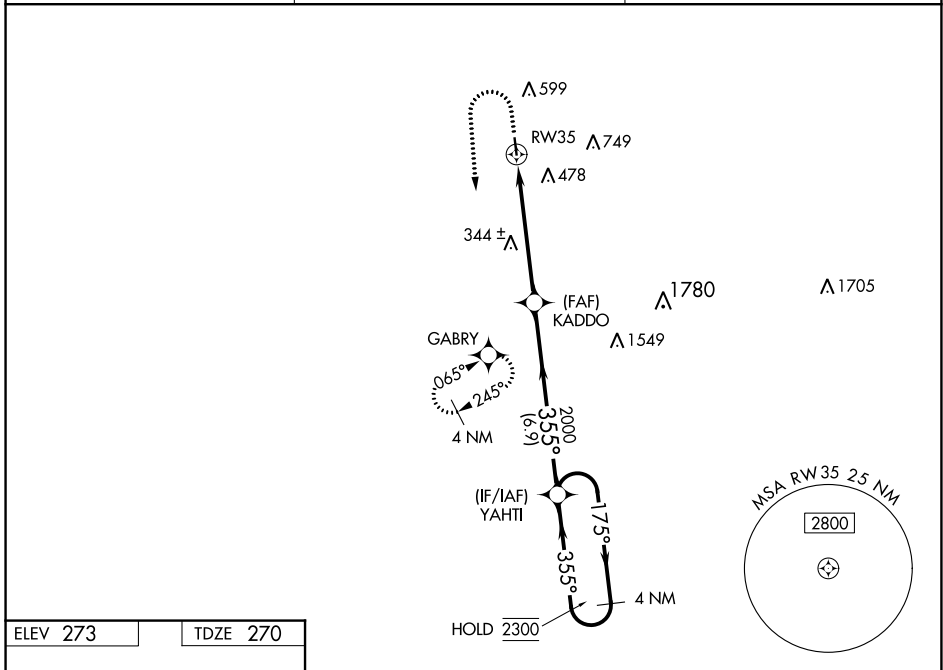 599
RW35
749
478
344 ±
1780
1705
(FAF)
KADDO
1549
GABRY
065°
245°
4 NM
2000
355°
(6.9)
(IF/IAF)
YAHTI
175°
355°
4 NM
HOLD 2300
MSA RW35 25 NM
2800
ELEV 273
TDZE 270